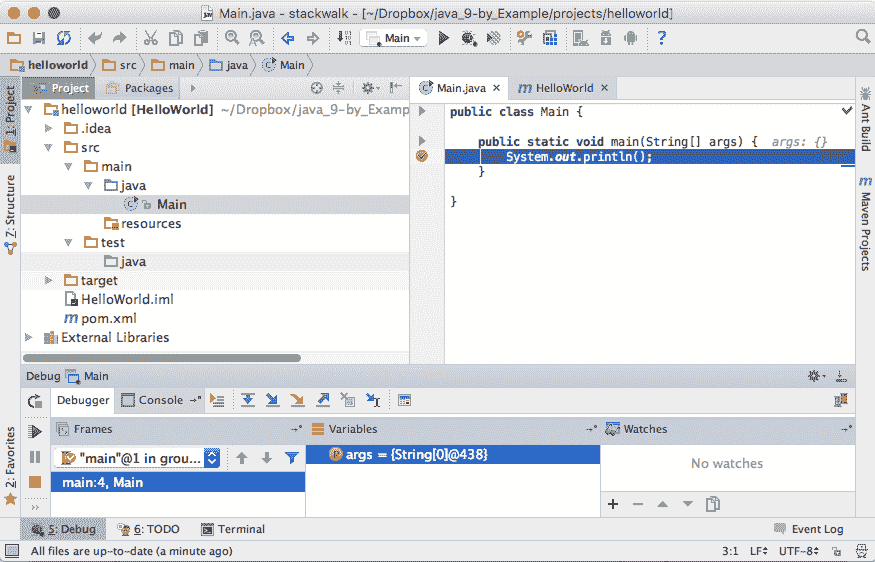 Main.java - stackwalk - [~/Dropbox/java_9-by_Example/projects/helloworld]
Main
helloworld src main java Main
Project Packages
Main.java HelloWorld
1: Project
Z: Structure
2: Favorites
helloworld [HelloWorld] ~/Dropbox/java_9-by_Examp
.idea
src
main
java
Main
resources
test
java
target
HelloWorld.iml
pom.xml
External Libraries
public class Main {
public static void main(String[] args) { args: {}
System.out.println();
}
}
Ant Build
Maven Projects
Debug Main
Debugger Console
Frames Variables Watches
"main"@1 in grou...
main:4, Main
args = {String[0]@438}
No watches
5: Debug 6: TODO Terminal Event Log
All files are up-to-date (a minute ago) 3:1 LF UTF-8